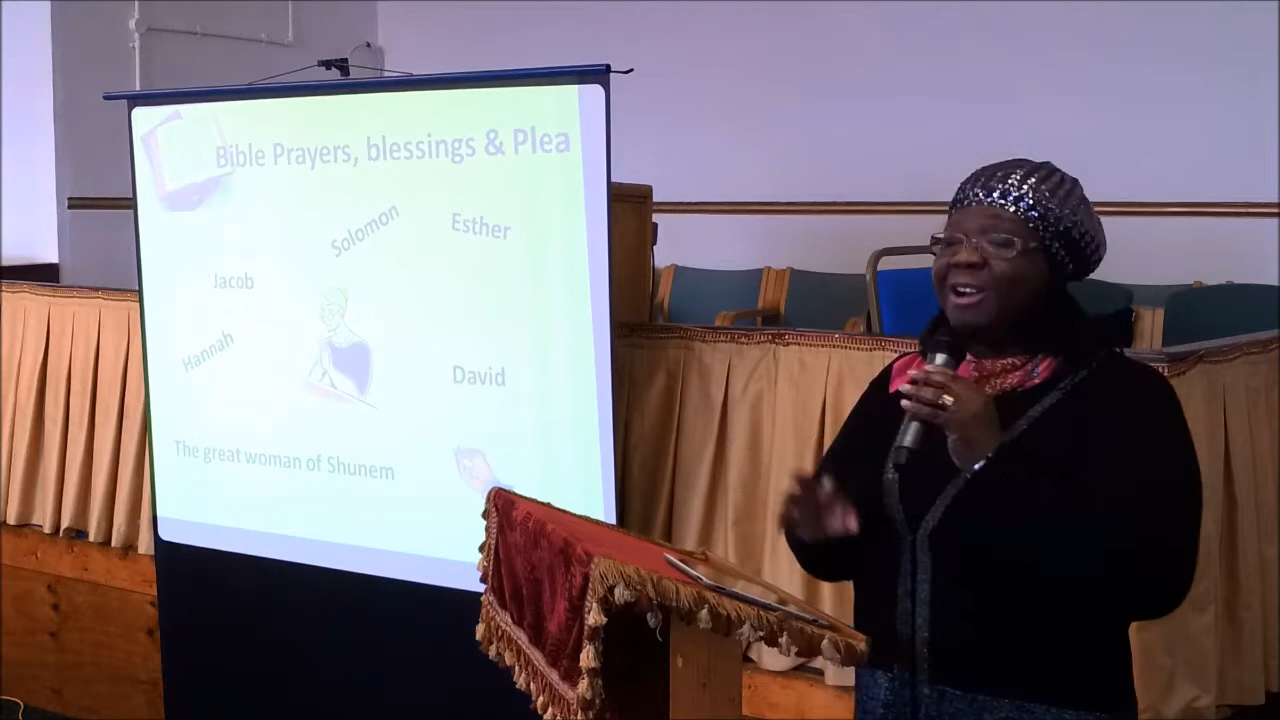 Bible Prayers, blessings & Plea
Solomon
Esther
Jacob
Hannah
David
The great woman of Shunem